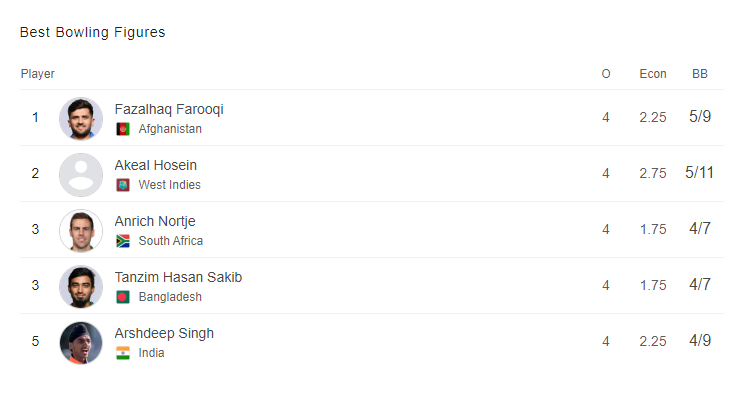 Best Bowling Figures
Player O Econ BB
1 Fazalhaq Farooqi 4 2.25 5/9
Afghanistan
2 Akeal Hosein 4 2.75 5/11
West Indies
3 Anrich Nortje 4 1.75 4/7
South Africa
3 Tanzim Hasan Sakib 4 1.75 4/7
Bangladesh
5 Arshdeep Singh 4 2.25 4/9
India